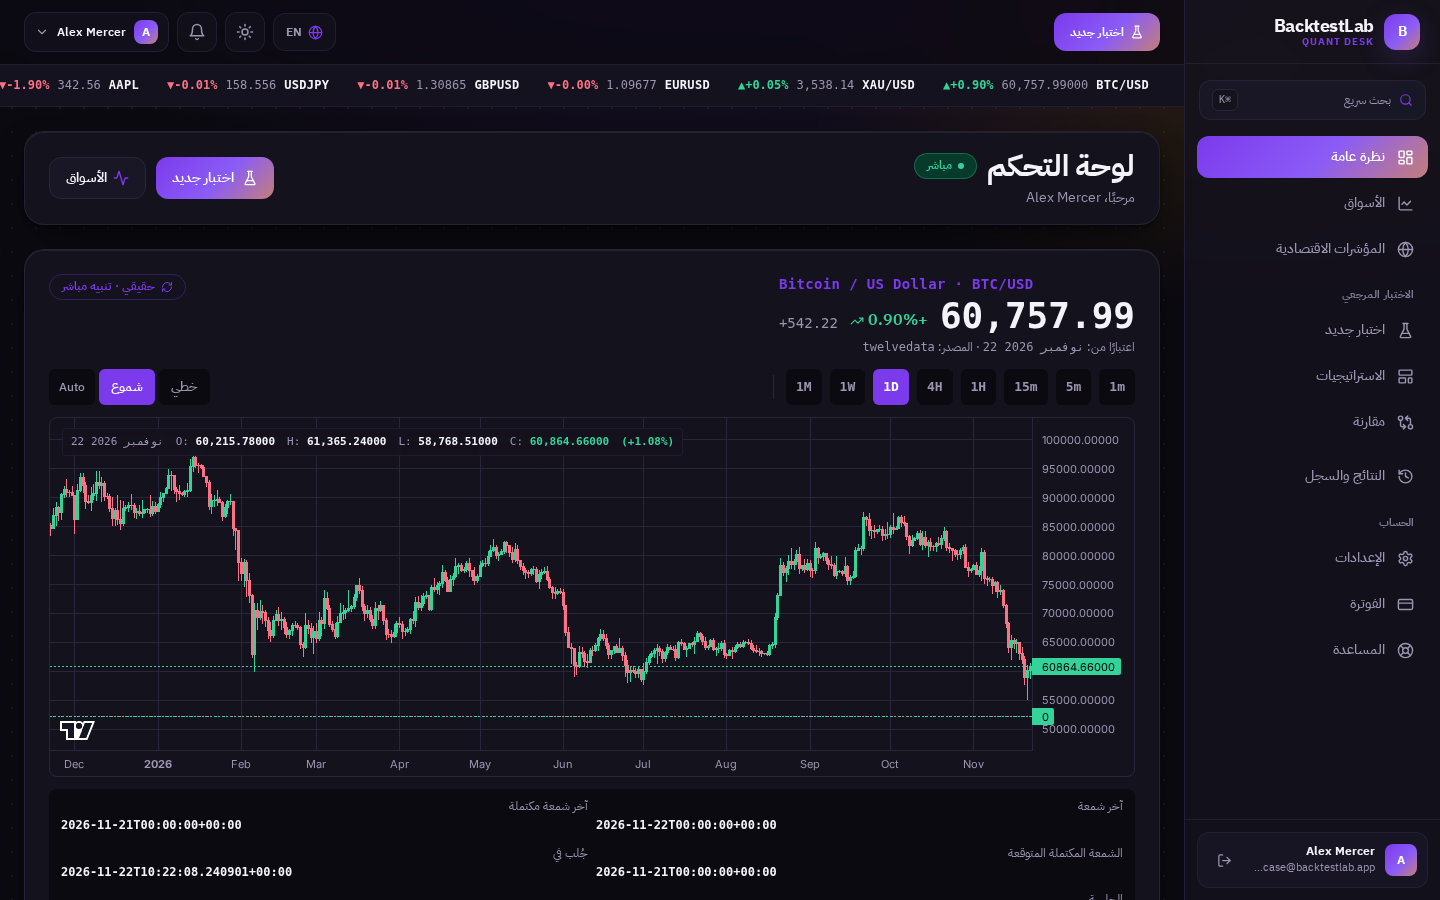 BacktestLab
QUANT DESK
B
بحث سريع
⌘K
نظرة عامة
الأسواق
المؤشرات الاقتصادية
الاختبار المرجعي
اختبار جديد
الاستراتيجيات
مقارنة
النتائج والسجل
الحساب
الإعدادات
الفوترة
المساعدة
A
Alex Mercer
...case@backtestlab.app
اختبار جديد
EN
Alex Mercer
A
BTC/USD 60,757.99000 ▲+0.90%
XAU/USD 3,538.14 ▲+0.05%
EURUSD 1.09677 ▼-0.00%
GBPUSD 1.30865 ▼-0.01%
USDJPY 158.556 ▼-0.01%
AAPL 342.56 ▼-1.90%
لوحة التحكم
مباشر
مرحبًا، Alex Mercer
اختبار جديد
الأسواق
Bitcoin / US Dollar · BTC/USD
حقيقي · تنبيه مباشر
60,757.99
0.90%+
+542.22
اعتبارًا من: 22 نوفمبر 2026 · المصدر: twelvedata
1m
5m
15m
1H
4H
1D
1W
1M
خطي
شموع
Auto
22 نوفمبر 2026 O: 60,215.78000 H: 61,365.24000 L: 58,768.51000 C: 60,864.66000 (+1.08%)
100000.00000
95000.00000
90000.00000
85000.00000
80000.00000
75000.00000
70000.00000
65000.00000
60864.66000
55000.00000
0
50000.00000
Dec 2026 Feb Mar Apr May Jun Jul Aug Sep Oct Nov
آخر شمعة
2026-11-22T00:00:00+00:00
آخر شمعة مكتملة
2026-11-21T00:00:00+00:00
الشمعة المكتملة المتوقعة
2026-11-21T00:00:00+00:00
جُلب في
2026-11-22T10:22:08.240901+00:00